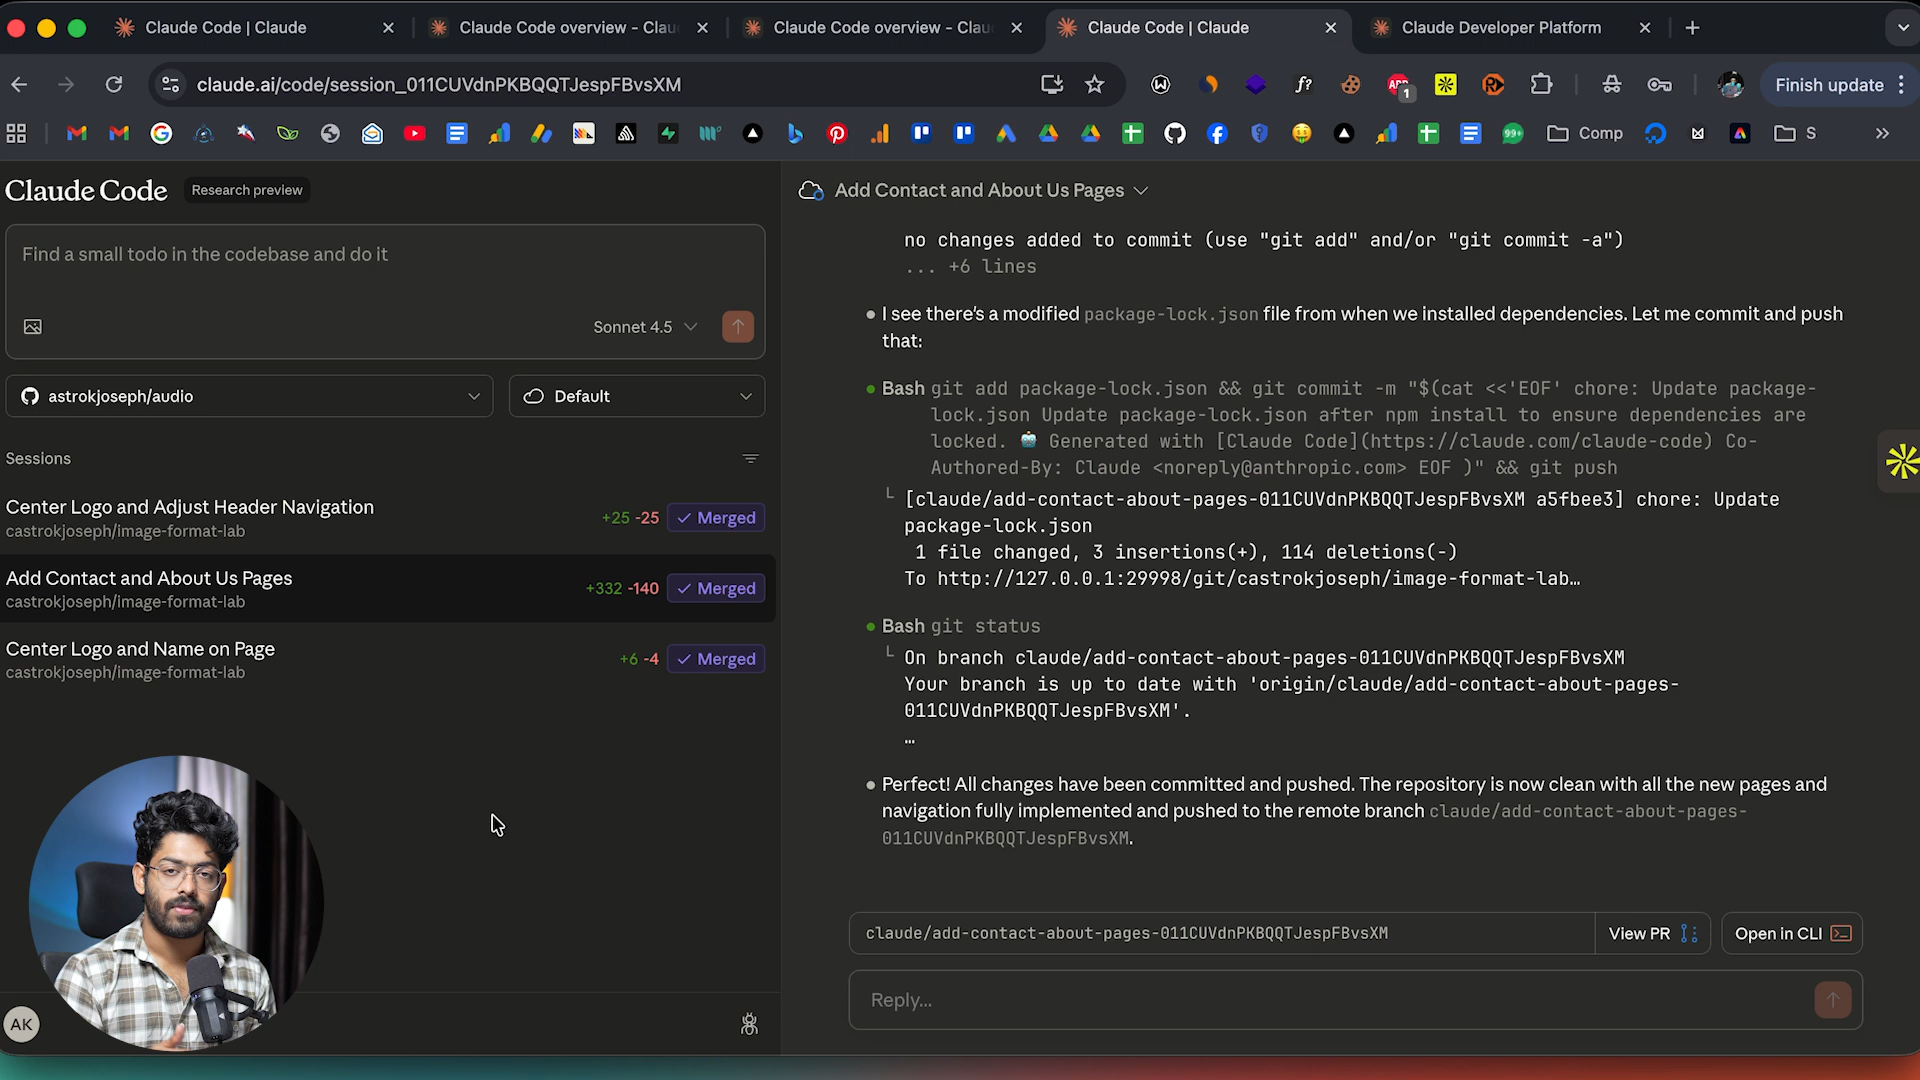 Claude Code | Claude
Claude Code overview - Clau
Claude Code overview - Clau
Claude Code | Claude
Claude Developer Platform
claude.ai/code/session_011CUVdnPKBQQTJespFBvsXM
ABP
1
f?
Finish update
99+
Comp
S
Claude Code
Research preview
Find a small todo in the codebase and do it
Sonnet 4.5
astrokjoseph/audio
Default
Sessions
Center Logo and Adjust Header Navigation
castrokjoseph/image-format-lab
+25 -25
Merged
Add Contact and About Us Pages
castrokjoseph/image-format-lab
+332 -140
Merged
Center Logo and Name on Page
castrokjoseph/image-format-lab
+6 -4
Merged
AK
Add Contact and About Us Pages
no changes added to commit (use "git add" and/or "git commit -a")
... +6 lines
I see there's a modified package-lock.json file from when we installed dependencies. Let me commit and push
that:
Bash git add package-lock.json && git commit -m "$(cat <<'EOF' chore: Update package-
lock.json Update package-lock.json after npm install to ensure dependencies are
locked. 🤖 Generated with [Claude Code](https://claude.com/claude-code) Co-
Authored-By: Claude <noreply@anthropic.com> EOF )" && git push
[claude/add-contact-about-pages-011CUVdnPKBQQTJespFBvsXM a5fbee3] chore: Update
package-lock.json
1 file changed, 3 insertions(+), 114 deletions(-)
To http://127.0.0.1:29998/git/castrokjoseph/image-format-lab…
Bash git status
On branch claude/add-contact-about-pages-011CUVdnPKBQQTJespFBvsXM
Your branch is up to date with 'origin/claude/add-contact-about-pages-
011CUVdnPKBQQTJespFBvsXM'.
…
Perfect! All changes have been committed and pushed. The repository is now clean with all the new pages and
navigation fully implemented and pushed to the remote branch claude/add-contact-about-pages-
011CUVdnPKBQQTJespFBvsXM.
claude/add-contact-about-pages-011CUVdnPKBQQTJespFBvsXM
View PR
Open in CLI
Reply...